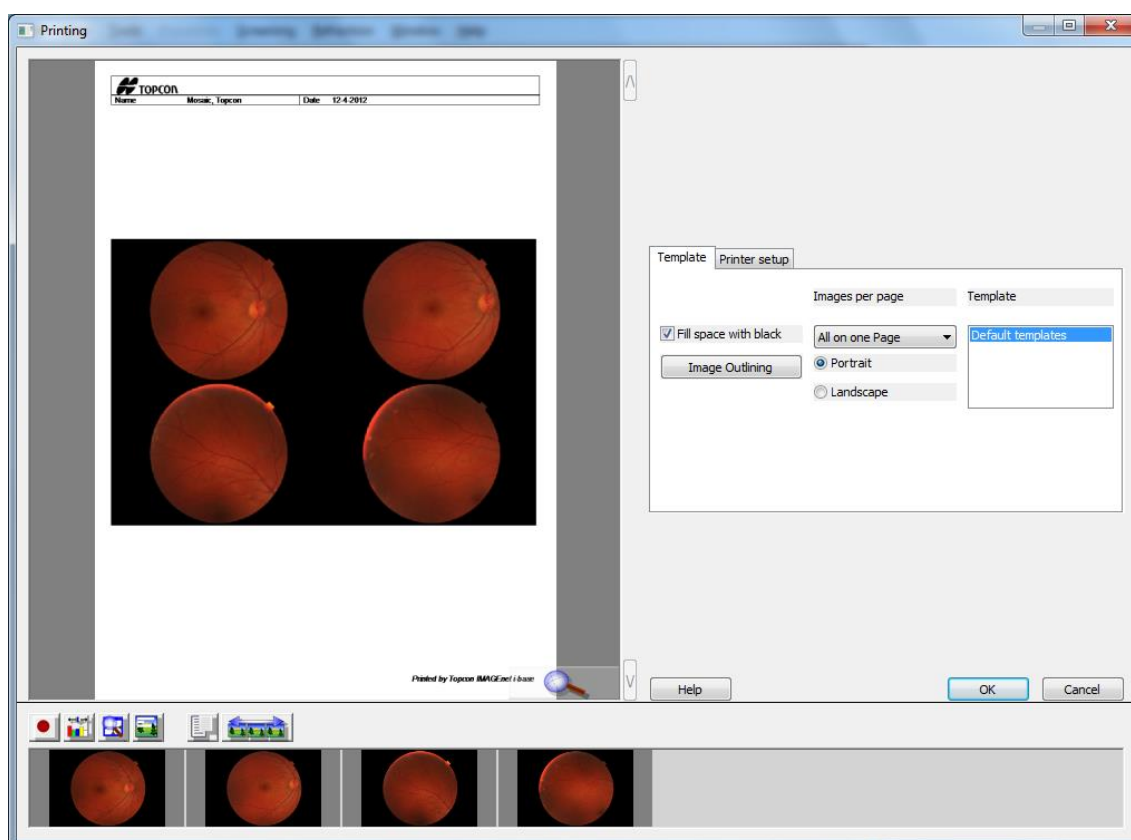 Printing
TOPCON
Name Mosaic, Topcon Date 12-4-2012
Template Printer setup
Images per page Template
Fill space with black All on one Page Default templates
Image Outlining Portrait
Landscape
Printed by Topcon IMAGEnet i-base
Help OK Cancel